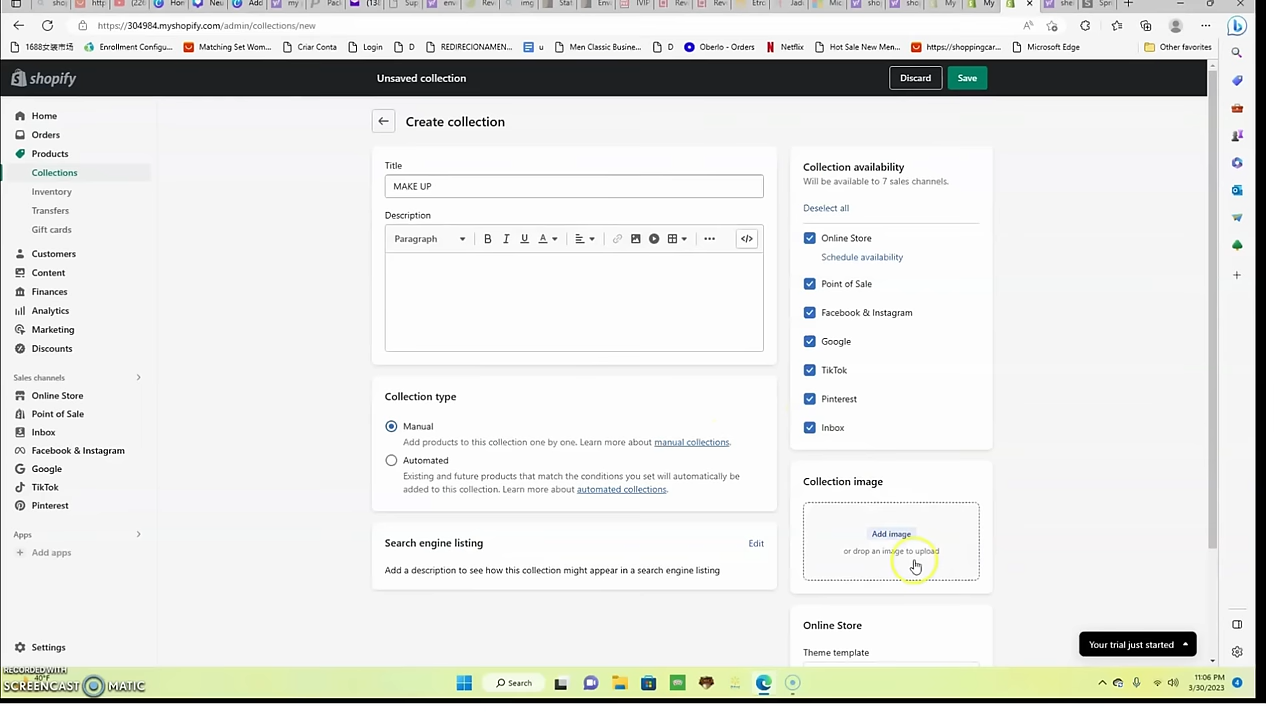 https://304984.myshopify.com/admin/collections/new
1688女装市场
Enrollment Configu...
Matching Set Wom...
Criar Conta
Login
D
REDIRECIONAMEN...
u
Men Classic Busine...
D
Oberlo - Orders
Netflix
Hot Sale New Men...
https://shoppingcar...
Microsoft Edge
Other favorites
shopify
Unsaved collection
Discard
Save
Home
Orders
Products
Collections
Inventory
Transfers
Gift cards
Customers
Content
Finances
Analytics
Marketing
Discounts
Sales channels
Online Store
Point of Sale
Inbox
Facebook & Instagram
Google
TikTok
Pinterest
Apps
Add apps
Settings
Create collection
Title
MAKE UP
Description
Paragraph
B I U A
Collection type
Manual
Add products to this collection one by one. Learn more about manual collections.
Automated
Existing and future products that match the conditions you set will automatically be
added to this collection. Learn more about automated collections.
Search engine listing
Edit
Add a description to see how this collection might appear in a search engine listing
Collection availability
Will be available to 7 sales channels.
Deselect all
Online Store
Schedule availability
Point of Sale
Facebook & Instagram
Google
TikTok
Pinterest
Inbox
Collection image
Add image
or drop an image to upload
Online Store
Theme template
Your trial just started
RECORDED WITH
SCREENCAST MATIC
40°F
Search
11:06 PM
3/30/2023
4